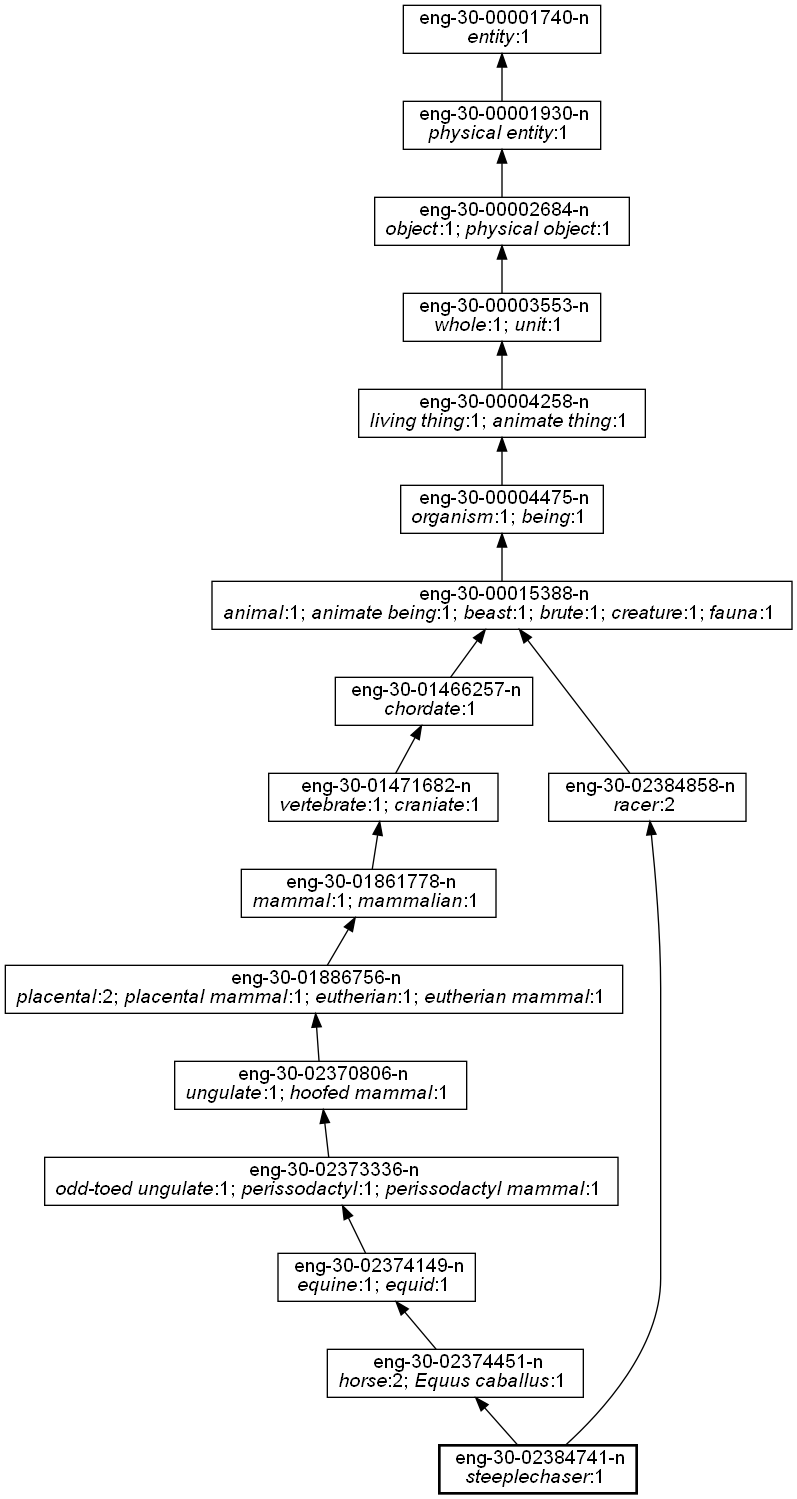 eng-30-00001740-n
entity:1
eng-30-00001930-n
physical entity:1
eng-30-00002684-n
object:1; physical object:1
eng-30-00003553-n
whole:1; unit:1
eng-30-00004258-n
living thing:1; animate thing:1
eng-30-00004475-n
organism:1; being:1
eng-30-00015388-n
animal:1; animate being:1; beast:1; brute:1; creature:1; fauna:1
eng-30-01466257-n
chordate:1
eng-30-01471682-n
vertebrate:1; craniate:1
eng-30-02384858-n
racer:2
eng-30-01861778-n
mammal:1; mammalian:1
eng-30-01886756-n
placental:2; placental mammal:1; eutherian:1; eutherian mammal:1
eng-30-02370806-n
ungulate:1; hoofed mammal:1
eng-30-02373336-n
odd-toed ungulate:1; perissodactyl:1; perissodactyl mammal:1
eng-30-02374149-n
equine:1; equid:1
eng-30-02374451-n
horse:2; Equus caballus:1
eng-30-02384741-n
steeplechaser:1